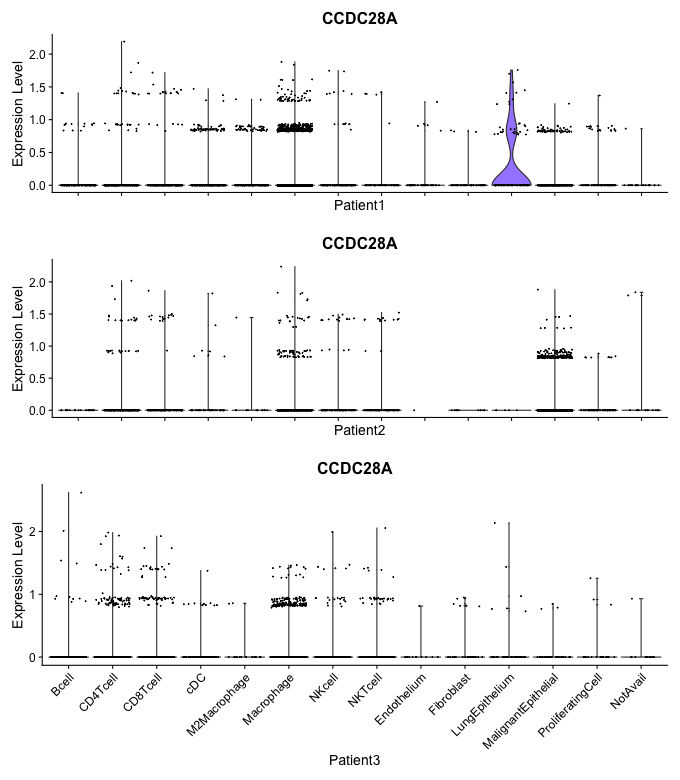 CCDC28A
Expression Level
2.0
1.5
1.0
0.5
0.0
Patient1
CCDC28A
Expression Level
2.0
1.5
1.0
0.5
0.0
Patient2
CCDC28A
Expression Level
2
1
0
Bcell
CD4Tcell
CD8Tcell
cDC
M2Macrophage
Macrophage
NKcell
NKTcell
Endothelium
Fibroblast
LungEpithelium
MalignantEpithelial
ProliferatingCell
NotAvail
Patient3